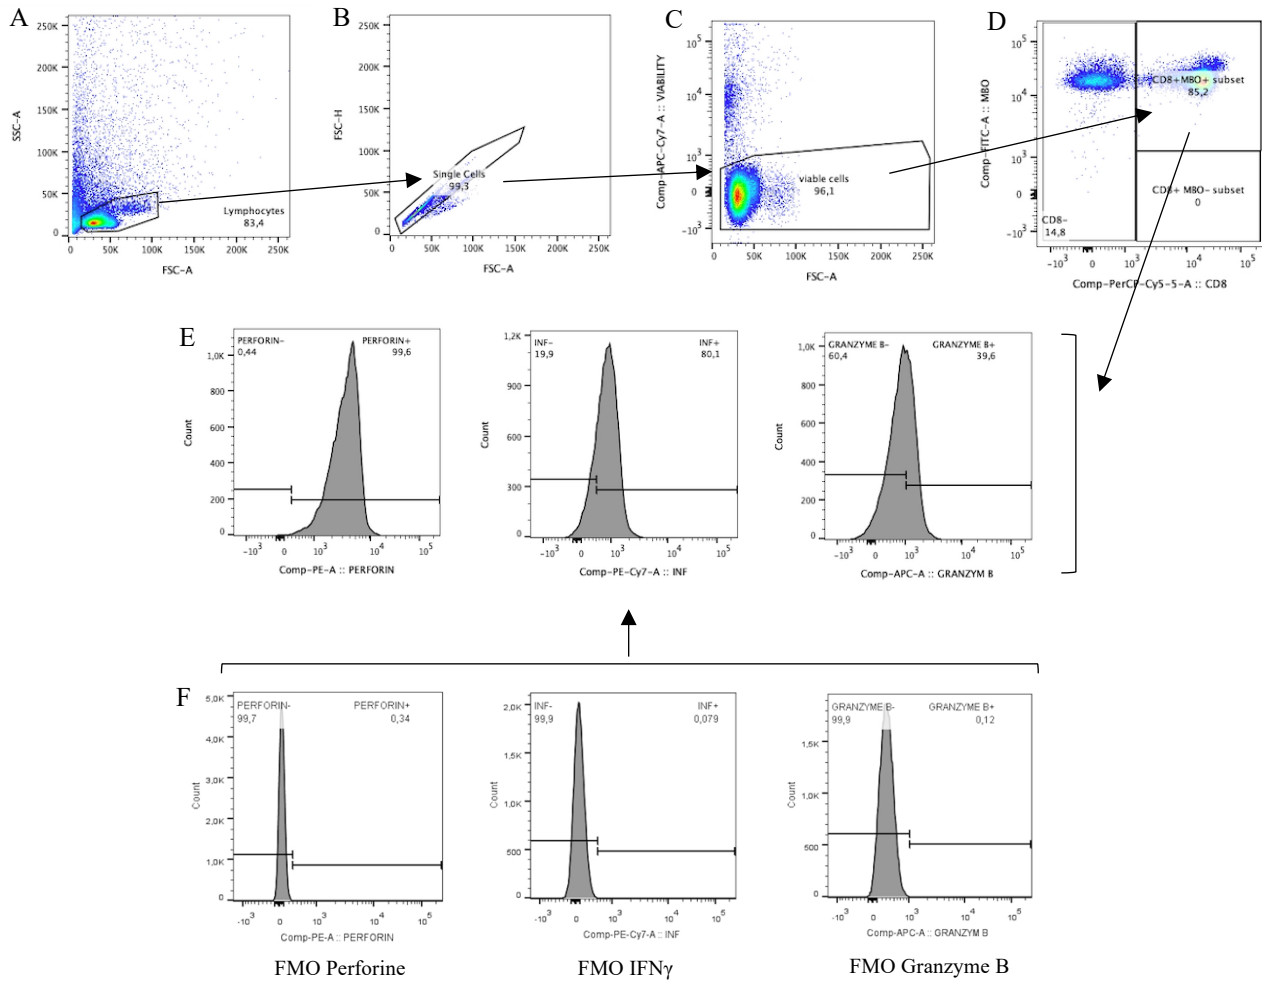 A
250K
200K
150K
100K
50K
0
SSC-A
Lymphocytes
83,4
0
50K
100K
150K
200K
250K
FSC-A
B
250K
200K
150K
100K
50K
0
FSC-H
Single Cells
99,3
0
50K
100K
150K
200K
250K
FSC-A
C
10^5
10^4
10^3
0
-10^3
Comp-APC-Cy7-A :: VIABILITY
viable cells
96,1
0
50K
100K
150K
200K
250K
FSC-A
D
10^5
10^4
10^3
0
-10^3
Comp-FITC-A :: MBO
CD8+MBO+ subset
85,2
CD8+ MBO- subset
0
CD8-
14,8
-10^3
0
10^3
10^4
10^5
Comp-PerCP-Cy5-5-A :: CD8
E
PERFORIN-
0,44
PERFORIN+
99,6
1,0K
800
600
400
200
0
Count
-10^3
0
10^3
10^4
10^5
Comp-PE-A :: PERFORIN
INF-
19,9
INF+
80,1
1,2K
900
600
300
0
Count
-10^3
0
10^3
10^4
10^5
Comp-PE-Cy7-A :: INF
GRANZYME B-
60,4
GRANZYME B+
39,6
1,0K
800
600
400
200
0
Count
-10^3
0
10^3
10^4
10^5
Comp-APC-A :: GRANZYM B
F
PERFORIN-
99,7
PERFORIN+
0,34
5,0K
4,0K
3,0K
2,0K
1,0K
0
Count
-10^3
0
10^3
10^4
10^5
Comp-PE-A :: PERFORIN
FMO Perforine
INF-
99,9
INF+
0,079
2,0K
1,5K
1,0K
500
0
Count
-10^3
0
10^3
10^4
10^5
Comp-PE-Cy7-A :: INF
FMO IFNγ
GRANZYME B-
99,9
GRANZYME B+
0,12
1,5K
1,0K
500
0
Count
-10^3
0
10^3
10^4
10^5
Comp-APC-A :: GRANZYM B
FMO Granzyme B